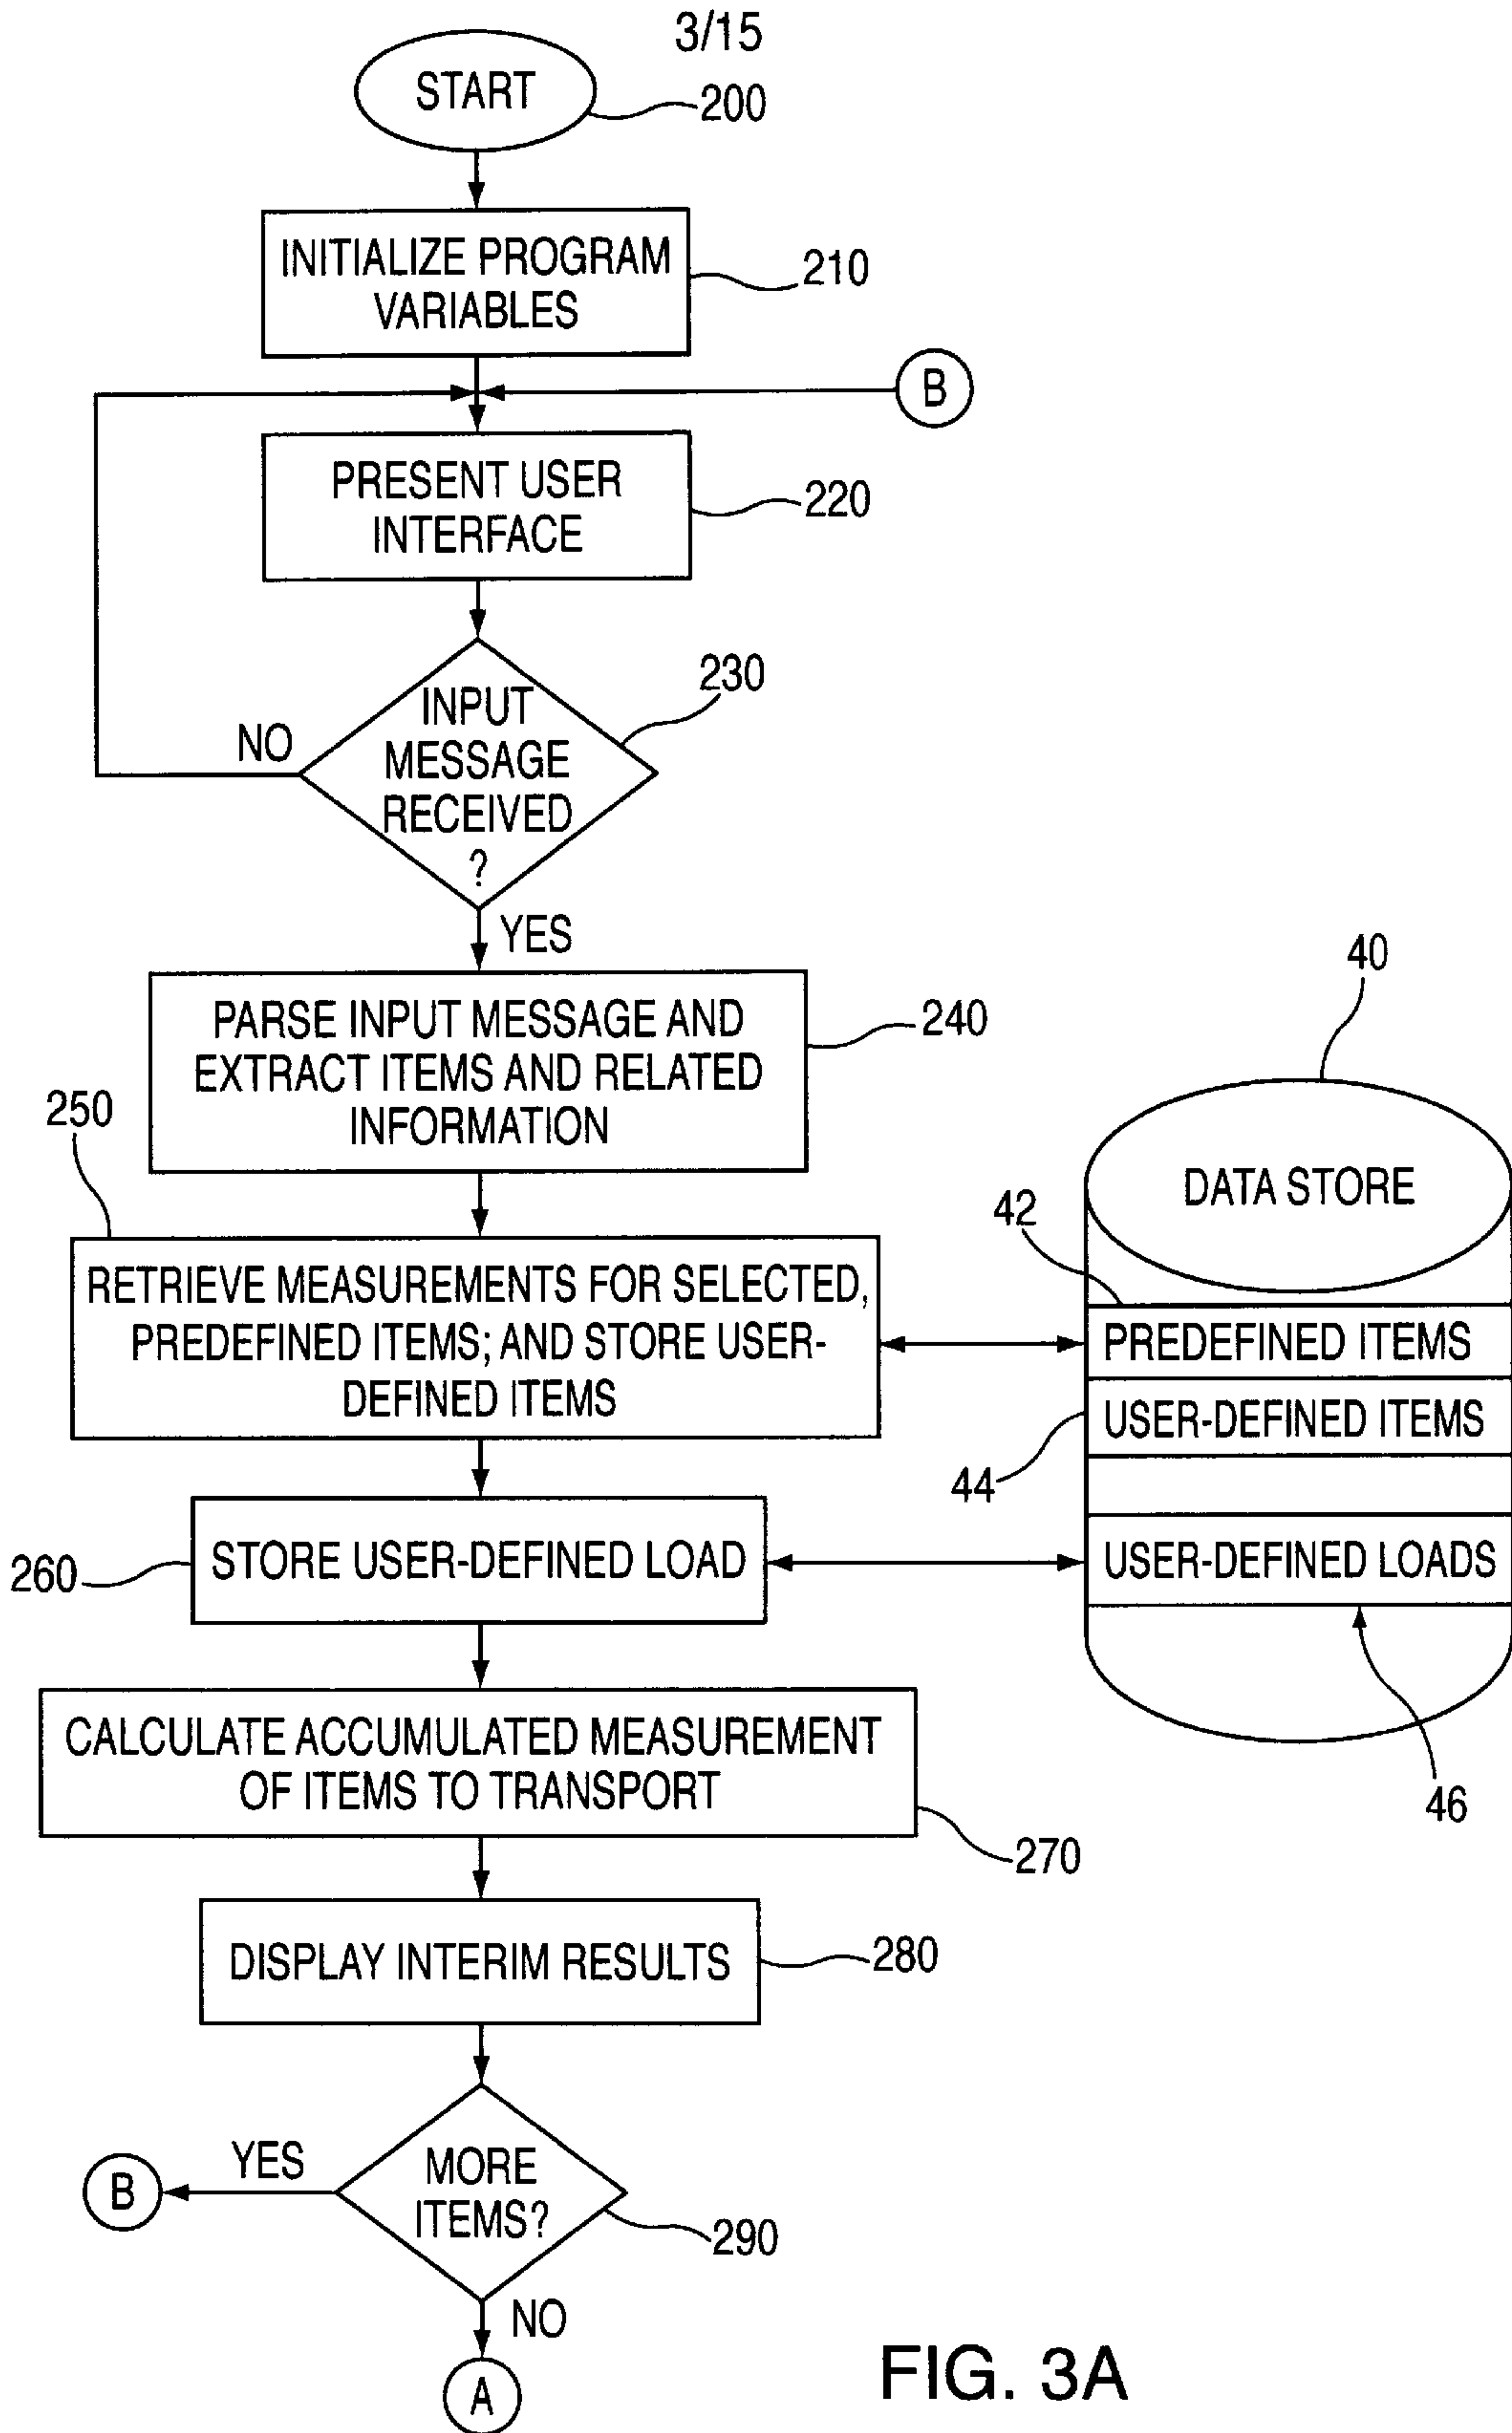 3/15
START
200
INITIALIZE PROGRAM
VARIABLES
210
B
PRESENT USER
INTERFACE
220
230
INPUT
MESSAGE
RECEIVED
?
NO
YES
PARSE INPUT MESSAGE AND
EXTRACT ITEMS AND RELATED
INFORMATION
240
250
RETRIEVE MEASUREMENTS FOR SELECTED,
PREDEFINED ITEMS; AND STORE USER-
DEFINED ITEMS
40
DATA STORE
42
PREDEFINED ITEMS
USER-DEFINED ITEMS
44
260
STORE USER-DEFINED LOAD
USER-DEFINED LOADS
46
CALCULATE ACCUMULATED MEASUREMENT
OF ITEMS TO TRANSPORT
270
DISPLAY INTERIM RESULTS
280
MORE
ITEMS?
290
YES
B
NO
A
FIG. 3A